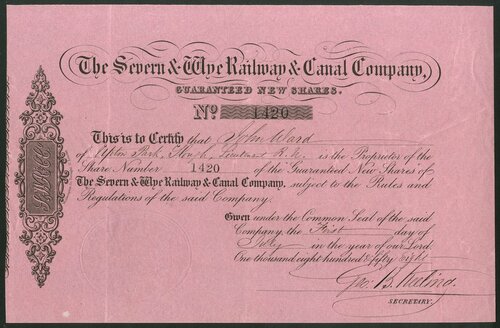 The Severn & Wye Railway & Canal Company,
GUARANTEED NEW SHARES.
No. 1420
This is to Certify that John Ward
of Upton Park, Slough, Lieutenant R.N. is the Proprietor of the
Share Number 1420 of the Guaranteed New Shares of
The Severn & Wye Railway & Canal Company, subject to the Rules and
Regulations of the said Company.
Given under the Common Seal of the said
Company, the First day of
July in the year of our Lord
One thousand eight hundred & fifty eight
Geo. B. Keeling.
SECRETARY.